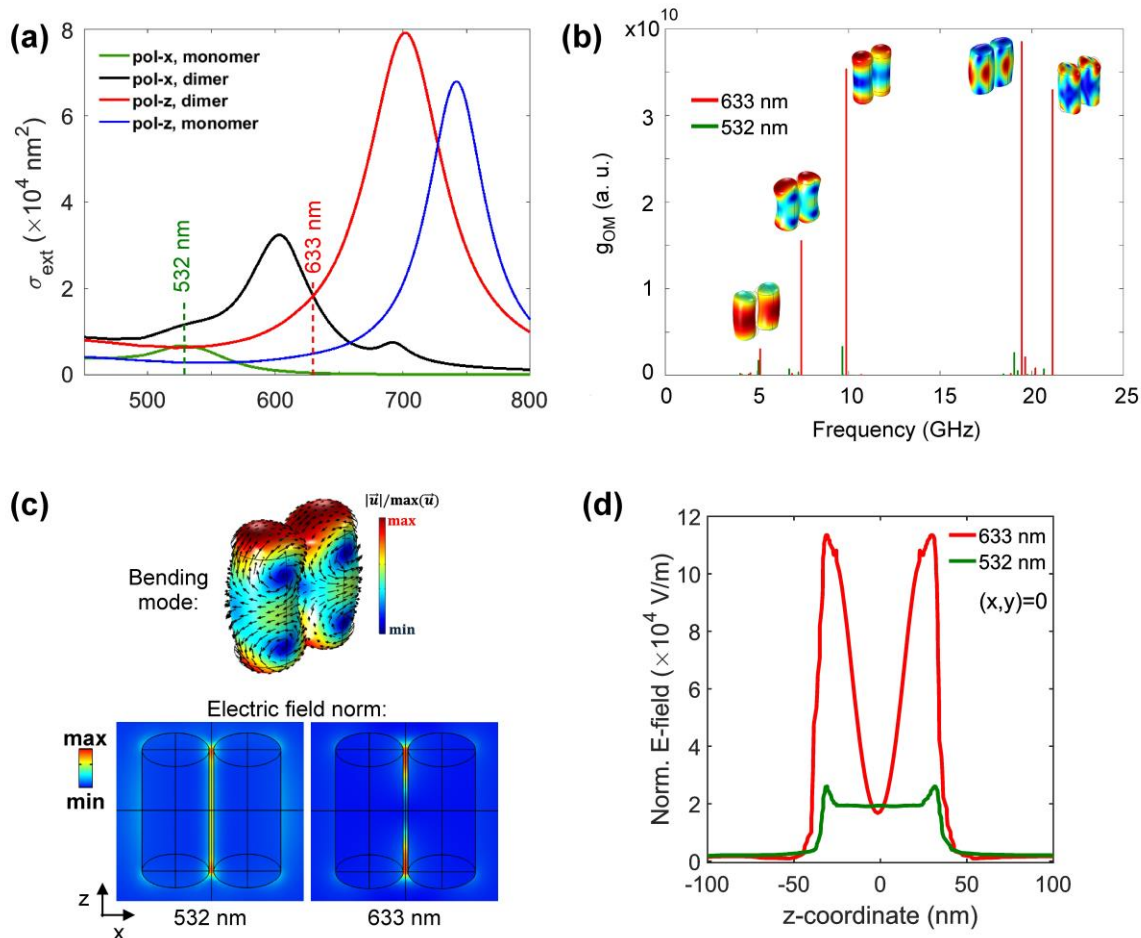 (a)
8
6
4
2
0
σext (×10⁴ nm²)
pol-x, monomer
pol-x, dimer
pol-z, dimer
pol-z, monomer
532 nm
633 nm
500
600
700
800
(b)
x10¹⁰
10
5
0
gOM (a. u.)
633 nm
532 nm
0
5
10
15
20
25
Frequency (GHz)
(c)
Bending
mode:
|u⃗|/max(u⃗)
max
min
Electric field norm:
max
min
z
x
532 nm
633 nm
(d)
12
10
8
6
4
2
0
Norm. E-field (×10⁴ V/m)
633 nm
532 nm
(x,y)=0
-100
-50
0
50
100
z-coordinate (nm)